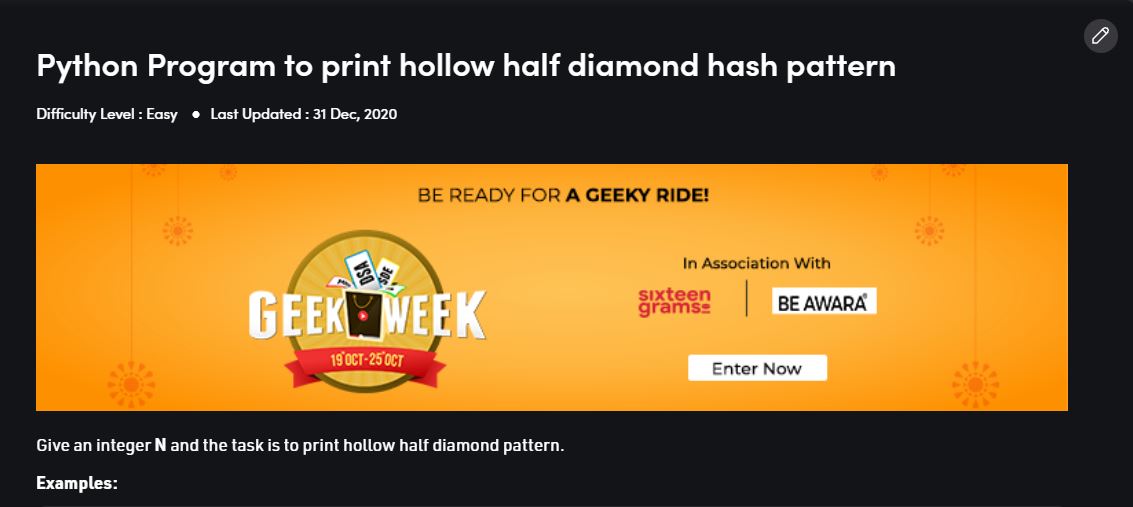 Python Program to print hollow half diamond hash pattern
Difficulty Level : Easy ● Last Updated : 31 Dec, 2020
BE READY FOR A GEEKY RIDE!
DSA
SDE
GEEK WEEK
19 OCT-25 OCT
In Association With
sixteen
grams
BE AWARA
Enter Now
Give an integer N and the task is to print hollow half diamond pattern.
Examples: